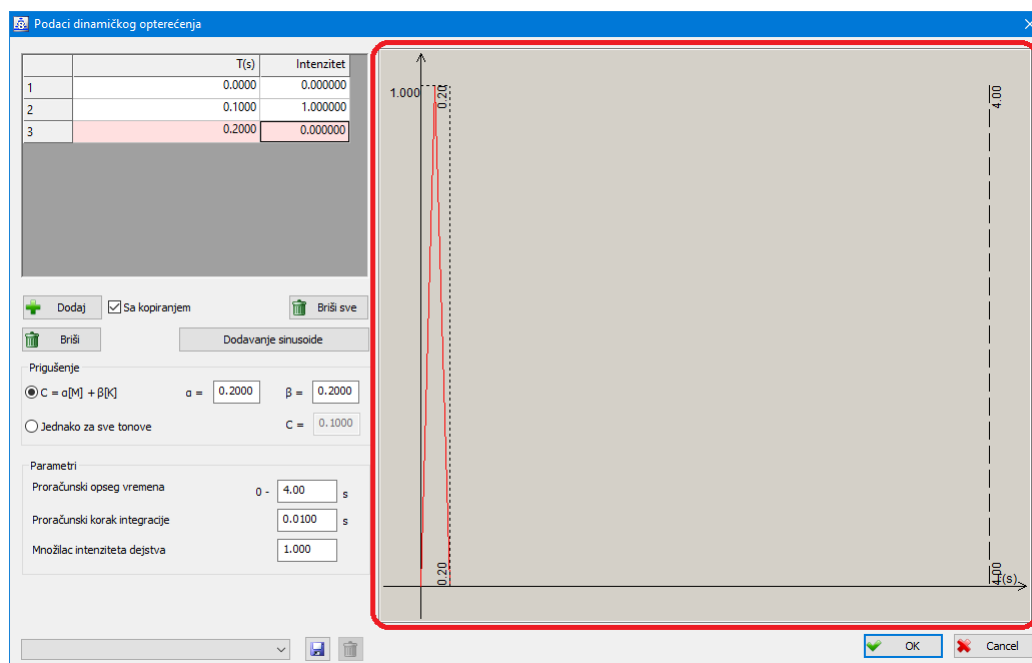 Podaci dinamičkog opterećenja
T(s) Intenzitet
1 0.0000 0.000000
2 0.1000 1.000000
3 0.2000 0.000000
Dodaj Sa kopiranjem Briši sve
Briši Dodavanje sinusoide
Prigušenje
C = α[M] + β[K] α = 0.2000 β = 0.2000
Jednako za sve tonove C = 0.1000
Parametri
Proračunski opseg vremena 0 - 4.00 s
Proračunski korak integracije 0.0100 s
Množilac intenziteta dejstva 1.000
1.000
0.20
4.00
0.20
4.00
T(s)
OK Cancel